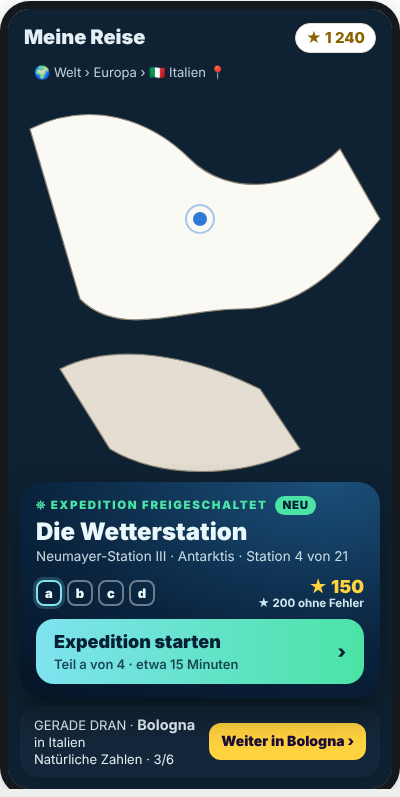 Meine Reise
★ 1 240
🌍 Welt › Europa › 🇮🇹 Italien 📍
❊ EXPEDITION FREIGESCHALTET NEU
Die Wetterstation
Neumayer-Station III · Antarktis · Station 4 von 21
a b c d
★ 150
★ 200 ohne Fehler
Expedition starten ›
Teil a von 4 · etwa 15 Minuten
GERADE DRAN · Bologna
in Italien
Natürliche Zahlen · 3/6
Weiter in Bologna ›